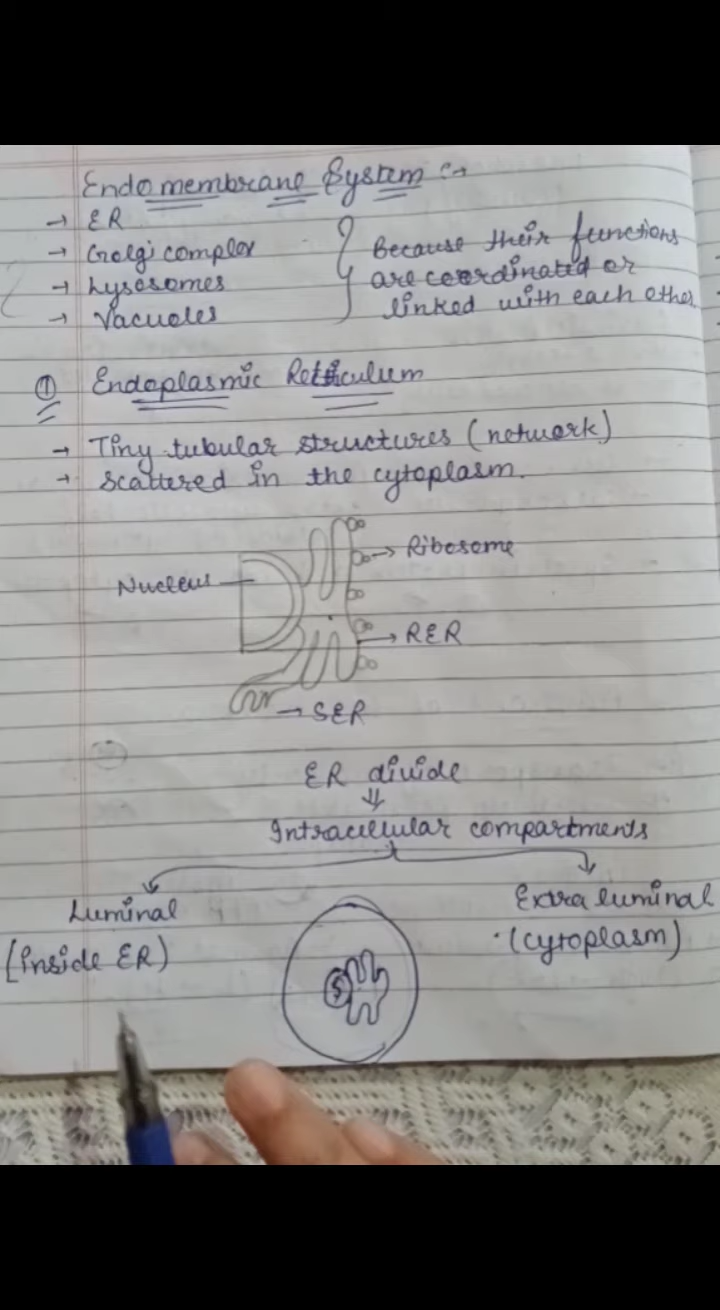 Endomembrane System :→
→ ER
→ Golgi complex
→ Lysosomes
→ Vacuoles
} Because their functions
are coordinated or
linked with each other
① Endoplasmic Reticulum
→ Tiny tubular structures (network)
→ Scattered in the cytoplasm.
Nucleus
→ Ribosome
→ RER
→ SER
ER divide
⇓
Intracellular compartments
Luminal
(inside ER)
Extra luminal
(cytoplasm)